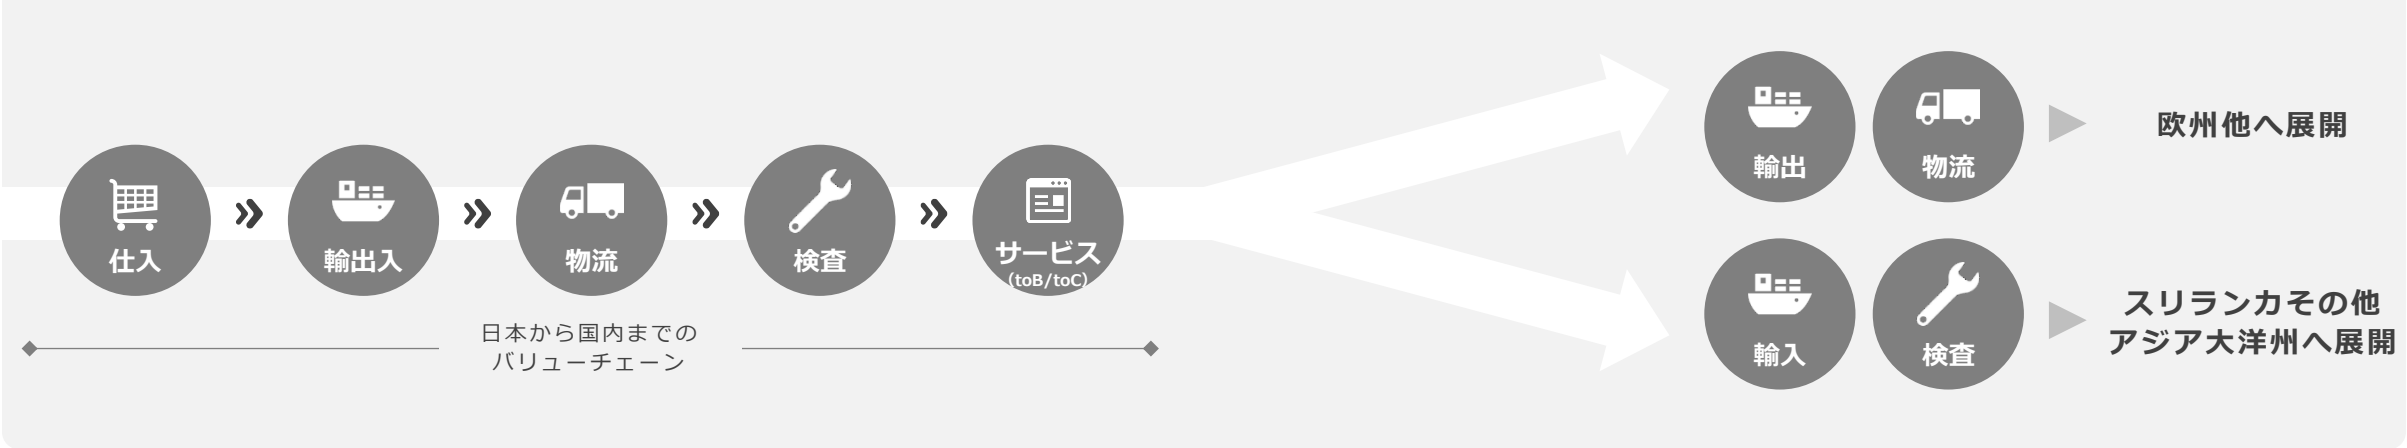 仕入
輸出入
物流
検査
サービス
(toB/toC)
日本から国内までの
バリューチェーン
輸出
物流
欧州他へ展開
輸入
検査
スリランカその他
アジア大洋州へ展開